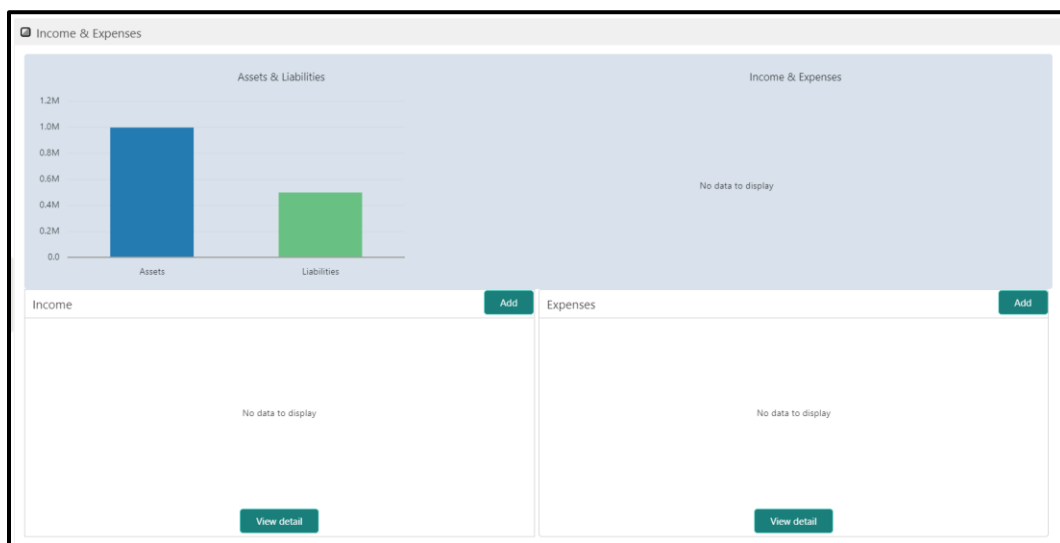 Income & Expenses
Assets & Liabilities
1.2M
1.0M
0.8M
0.6M
0.4M
0.2M
0.0
Assets Liabilities
Income & Expenses
No data to display
Income Add
No data to display
View detail
Expenses Add
No data to display
View detail